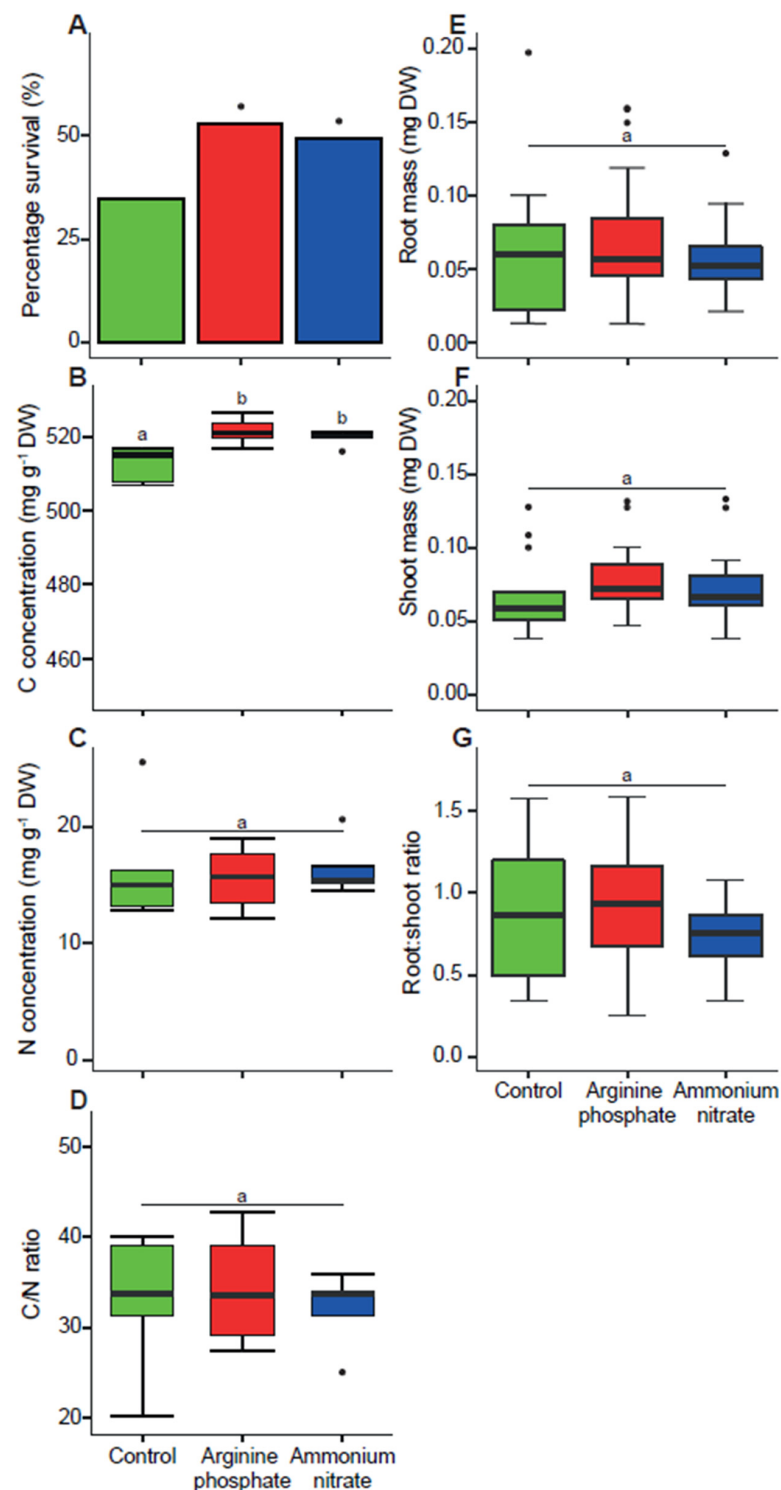 A
Percentage survival (%)
50
25
0
B
C concentration (mg g⁻¹ DW)
520
500
480
460
a
b
b
C
N concentration (mg g⁻¹ DW)
20
10
0
a
D
C/N ratio
50
40
30
20
a
Control
Arginine
phosphate
Ammonium
nitrate
E
Root mass (mg DW)
0.20
0.15
0.10
0.05
0.00
a
F
Shoot mass (mg DW)
0.20
0.15
0.10
0.05
0.00
a
G
Root:shoot ratio
1.5
1.0
0.5
0.0
a
Control
Arginine
phosphate
Ammonium
nitrate